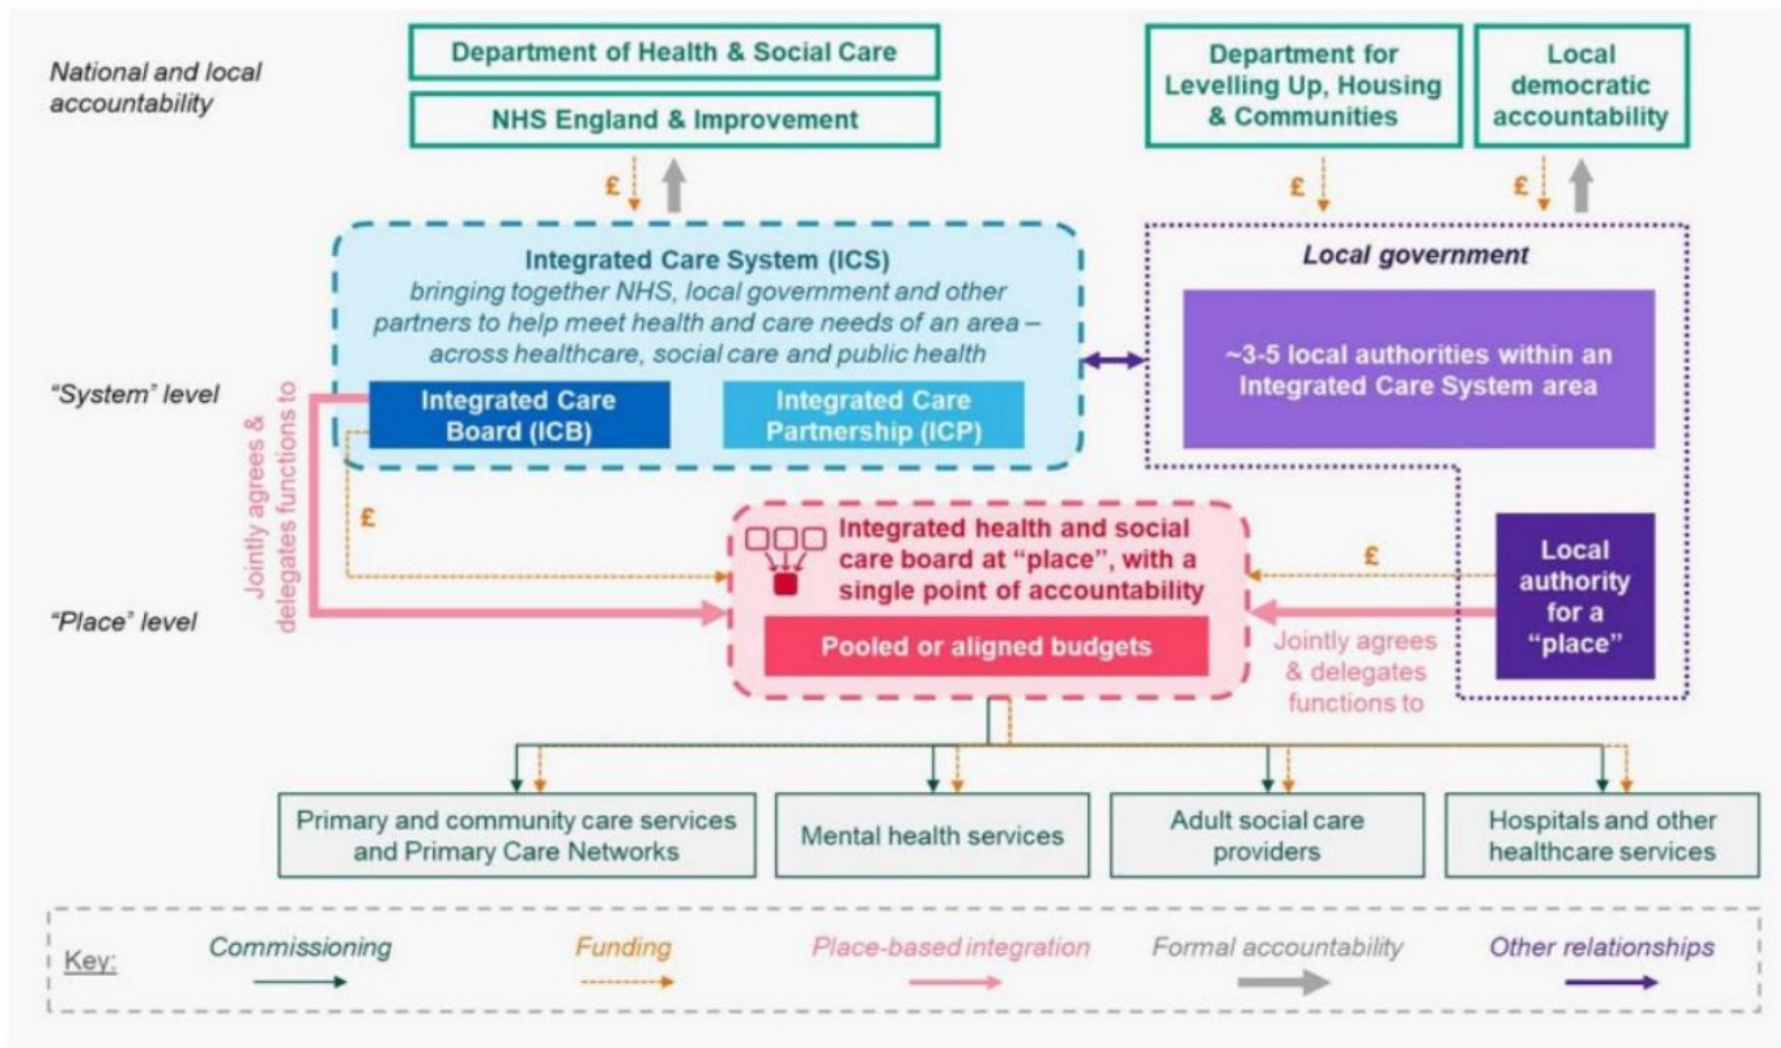 National and local
accountability
Department of Health & Social Care
NHS England & Improvement
Department for
Levelling Up, Housing
& Communities
Local
democratic
accountability
£
£
£
Integrated Care System (ICS)
bringing together NHS, local government and other
partners to help meet health and care needs of an area –
across healthcare, social care and public health
Local government
~3-5 local authorities within an
Integrated Care System area
“System” level
Integrated Care
Board (ICB)
Integrated Care
Partnership (ICP)
Jointly agrees &
delegates functions to
£
Integrated health and social
care board at “place”, with a
single point of accountability
Pooled or aligned budgets
£
Local
authority
for a
“place”
“Place” level
Jointly agrees
& delegates
functions to
Primary and community care services
and Primary Care Networks
Mental health services
Adult social care
providers
Hospitals and other
healthcare services
Key:
Commissioning
Funding
Place-based integration
Formal accountability
Other relationships